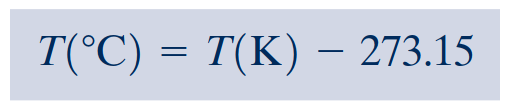 T(°C) = T(K) − 273.15